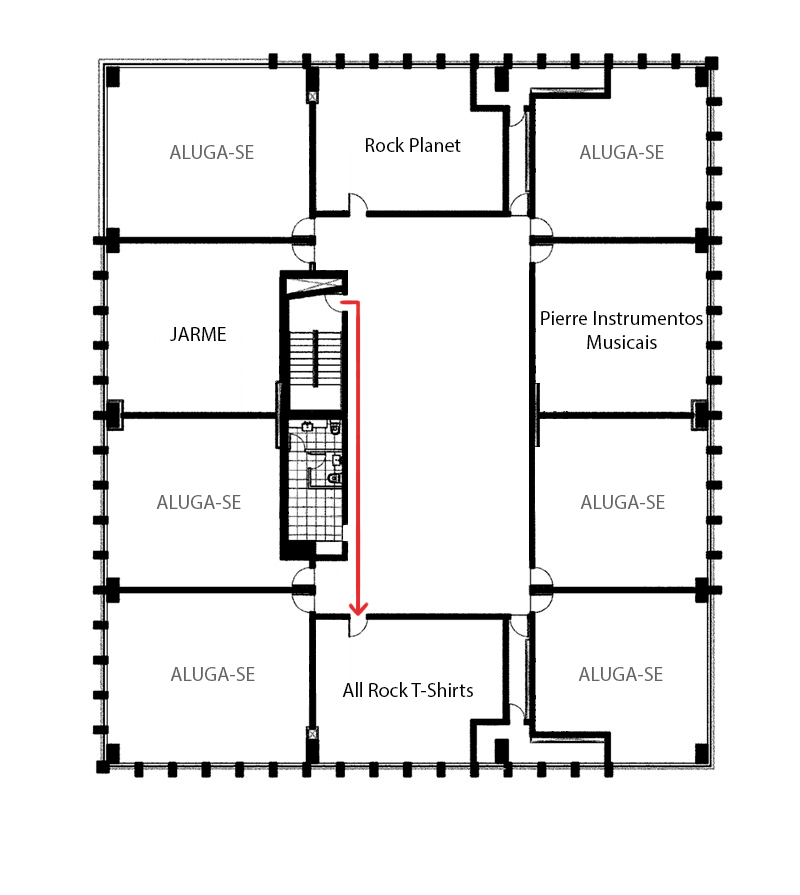 ALUGA-SE
Rock Planet
ALUGA-SE
JARME
Pierre Instrumentos
Musicais
ALUGA-SE
ALUGA-SE
ALUGA-SE
All Rock T-Shirts
ALUGA-SE